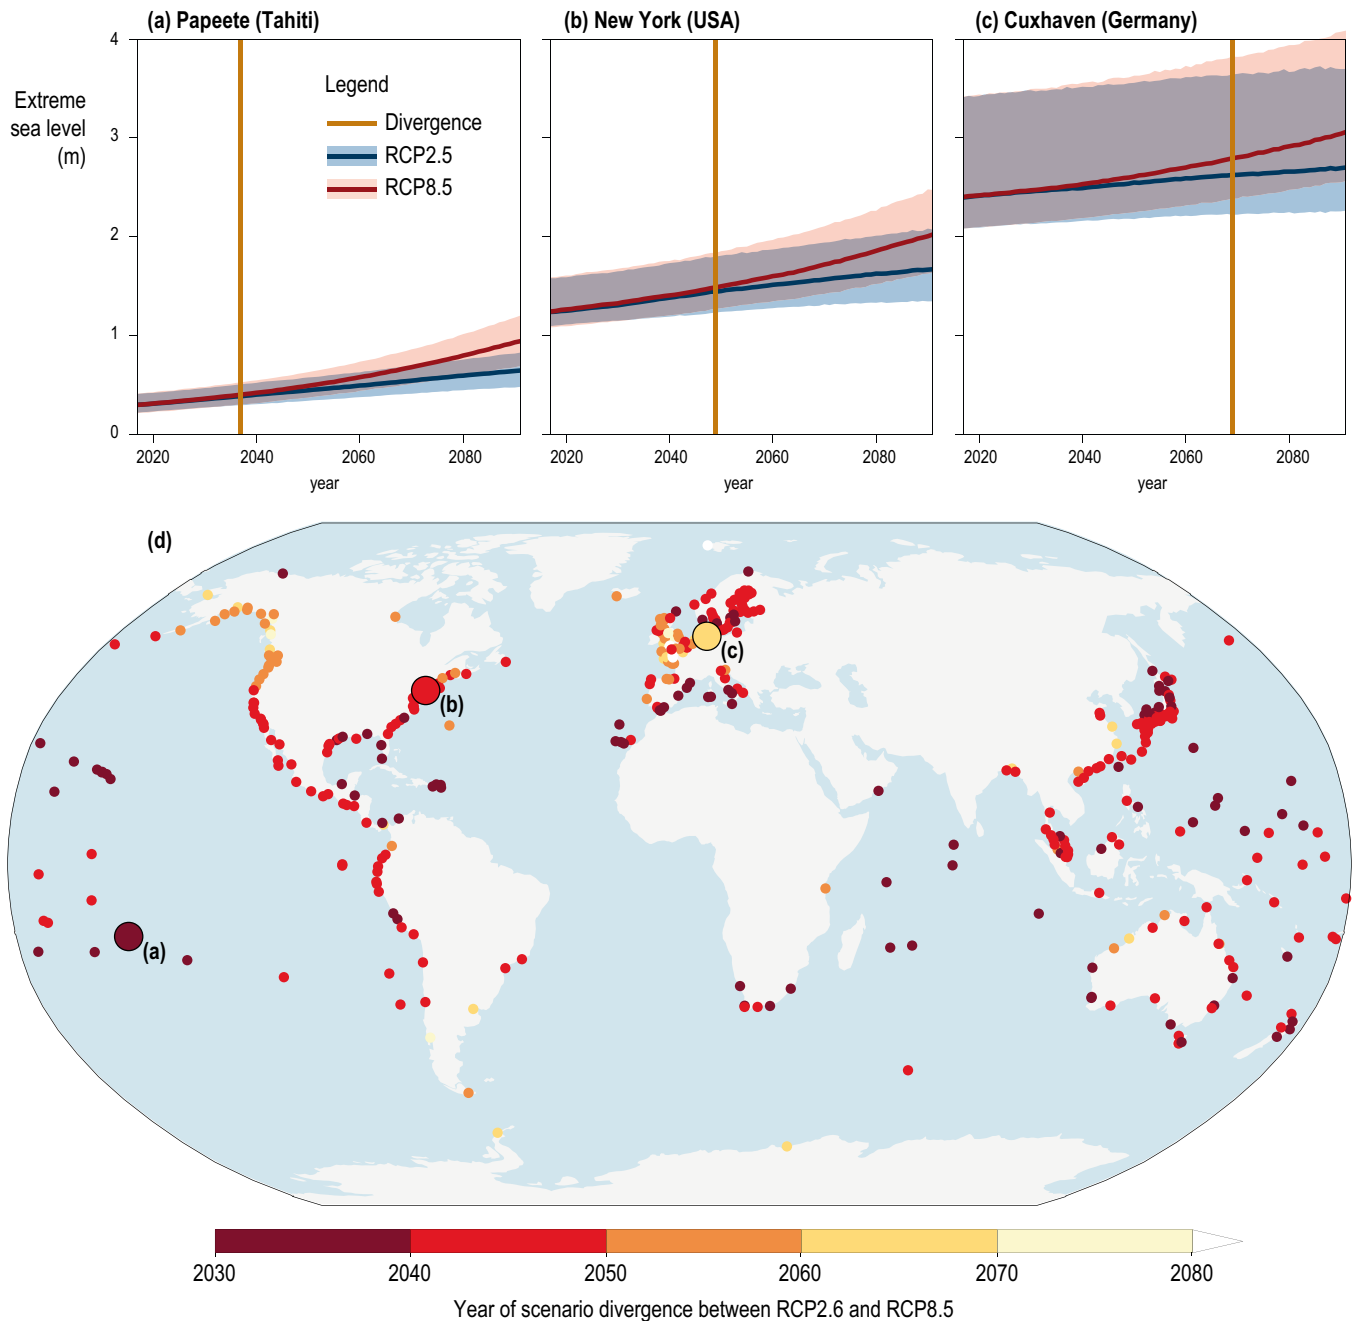 (a) Papeete (Tahiti)
(b) New York (USA)
(c) Cuxhaven (Germany)
Extreme
sea level
(m)
4
3
2
1
0
Legend
Divergence
RCP2.5
RCP8.5
2020 2040 2060 2080
year
2020 2040 2060 2080
year
2020 2040 2060 2080
year
(d)
(c)
(b)
(a)
2030 2040 2050 2060 2070 2080
Year of scenario divergence between RCP2.6 and RCP8.5